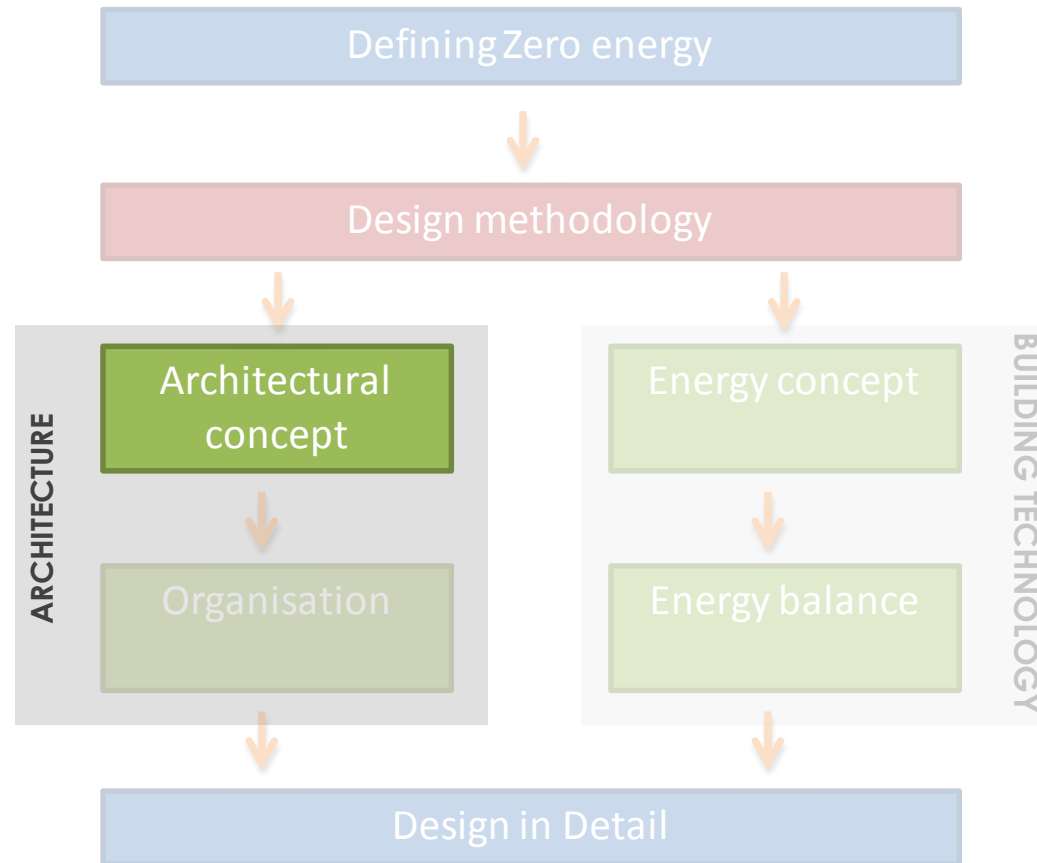 Defining Zero energy
Design methodology
ARCHITECTURE
Architectural
concept
Organisation
Energy concept
Energy balance
BUILDING TECHNOLOGY
Design in Detail